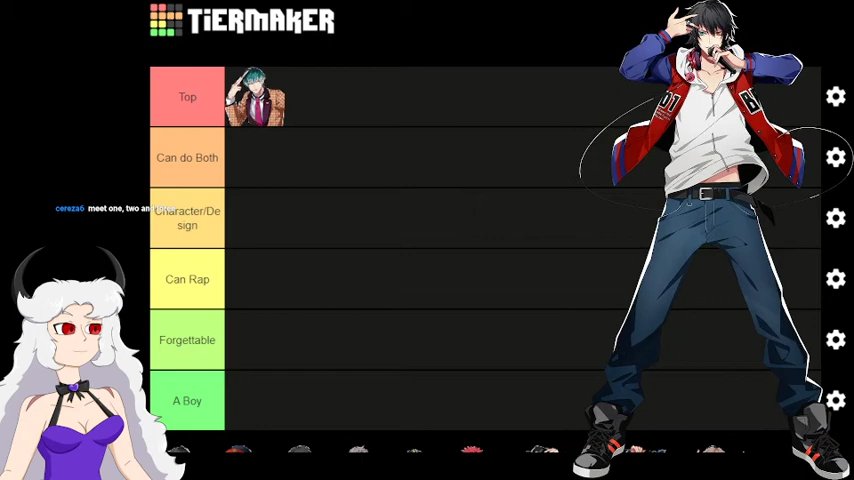 TIERMAKER
Top
Can do Both
cereza6 meet one, two and
Character/De
sign
Can Rap
Forgettable
A Boy